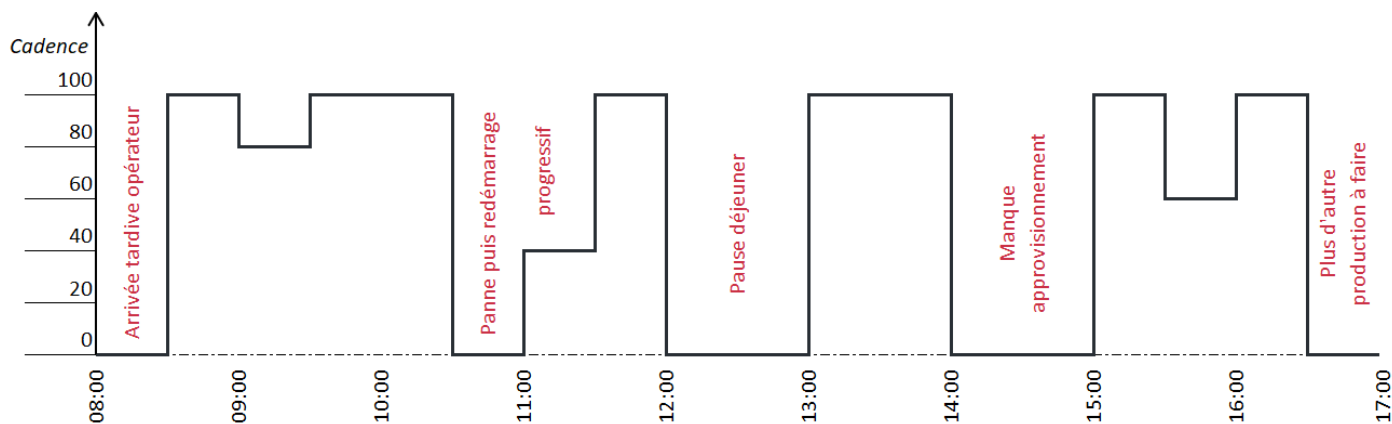 Cadence
100
80
60
40
20
0
Arrivée tardive opérateur
Panne puis redémarrage
progressif
Pause déjeuner
Manque
approvisionnement
Plus d'autre
production à faire
08:00
09:00
10:00
11:00
12:00
13:00
14:00
15:00
16:00
17:00